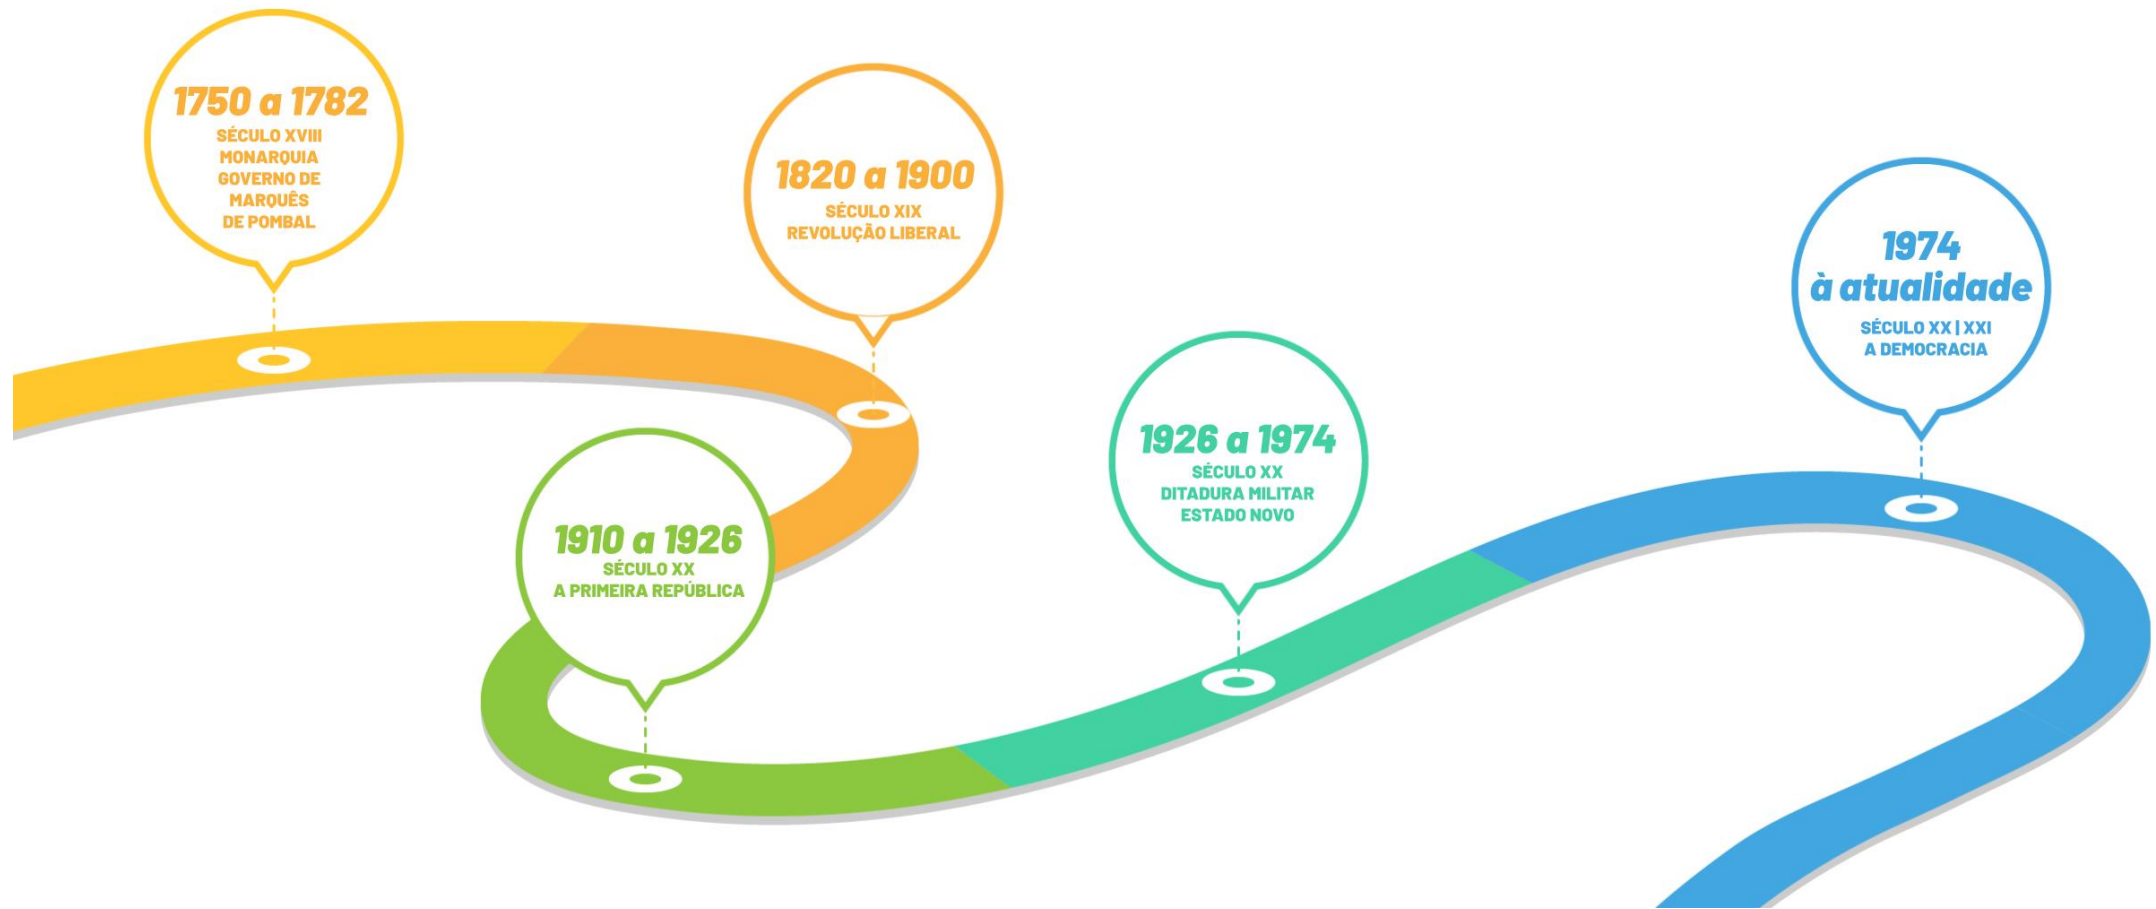 1750 a 1782
SÉCULO XVIII
MONARQUIA
GOVERNO DE
MARQUÊS
DE POMBAL
1820 a 1900
SÉCULO XIX
REVOLUÇÃO LIBERAL
1910 a 1926
SÉCULO XX
A PRIMEIRA REPÚBLICA
1926 a 1974
SÉCULO XX
DITADURA MILITAR
ESTADO NOVO
1974
à atualidade
SÉCULO XX | XXI
A DEMOCRACIA